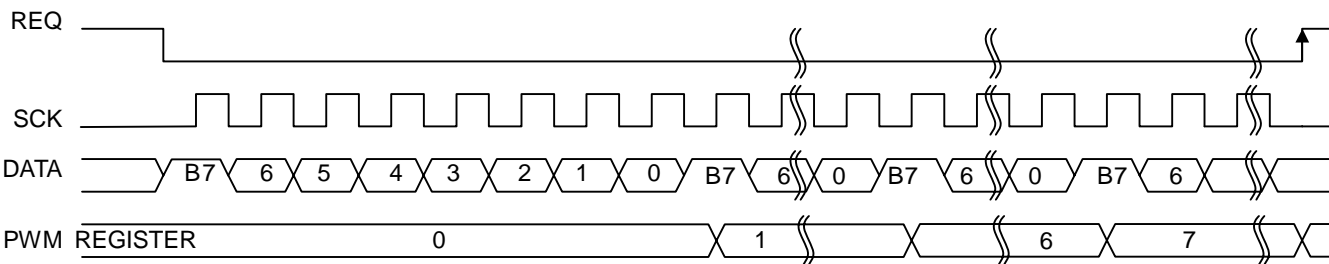 REQ
SCK
DATA B7 6 5 4 3 2 1 0 B7 6 0 B7 6 0 B7 6
PWM REGISTER 0 1 6 7